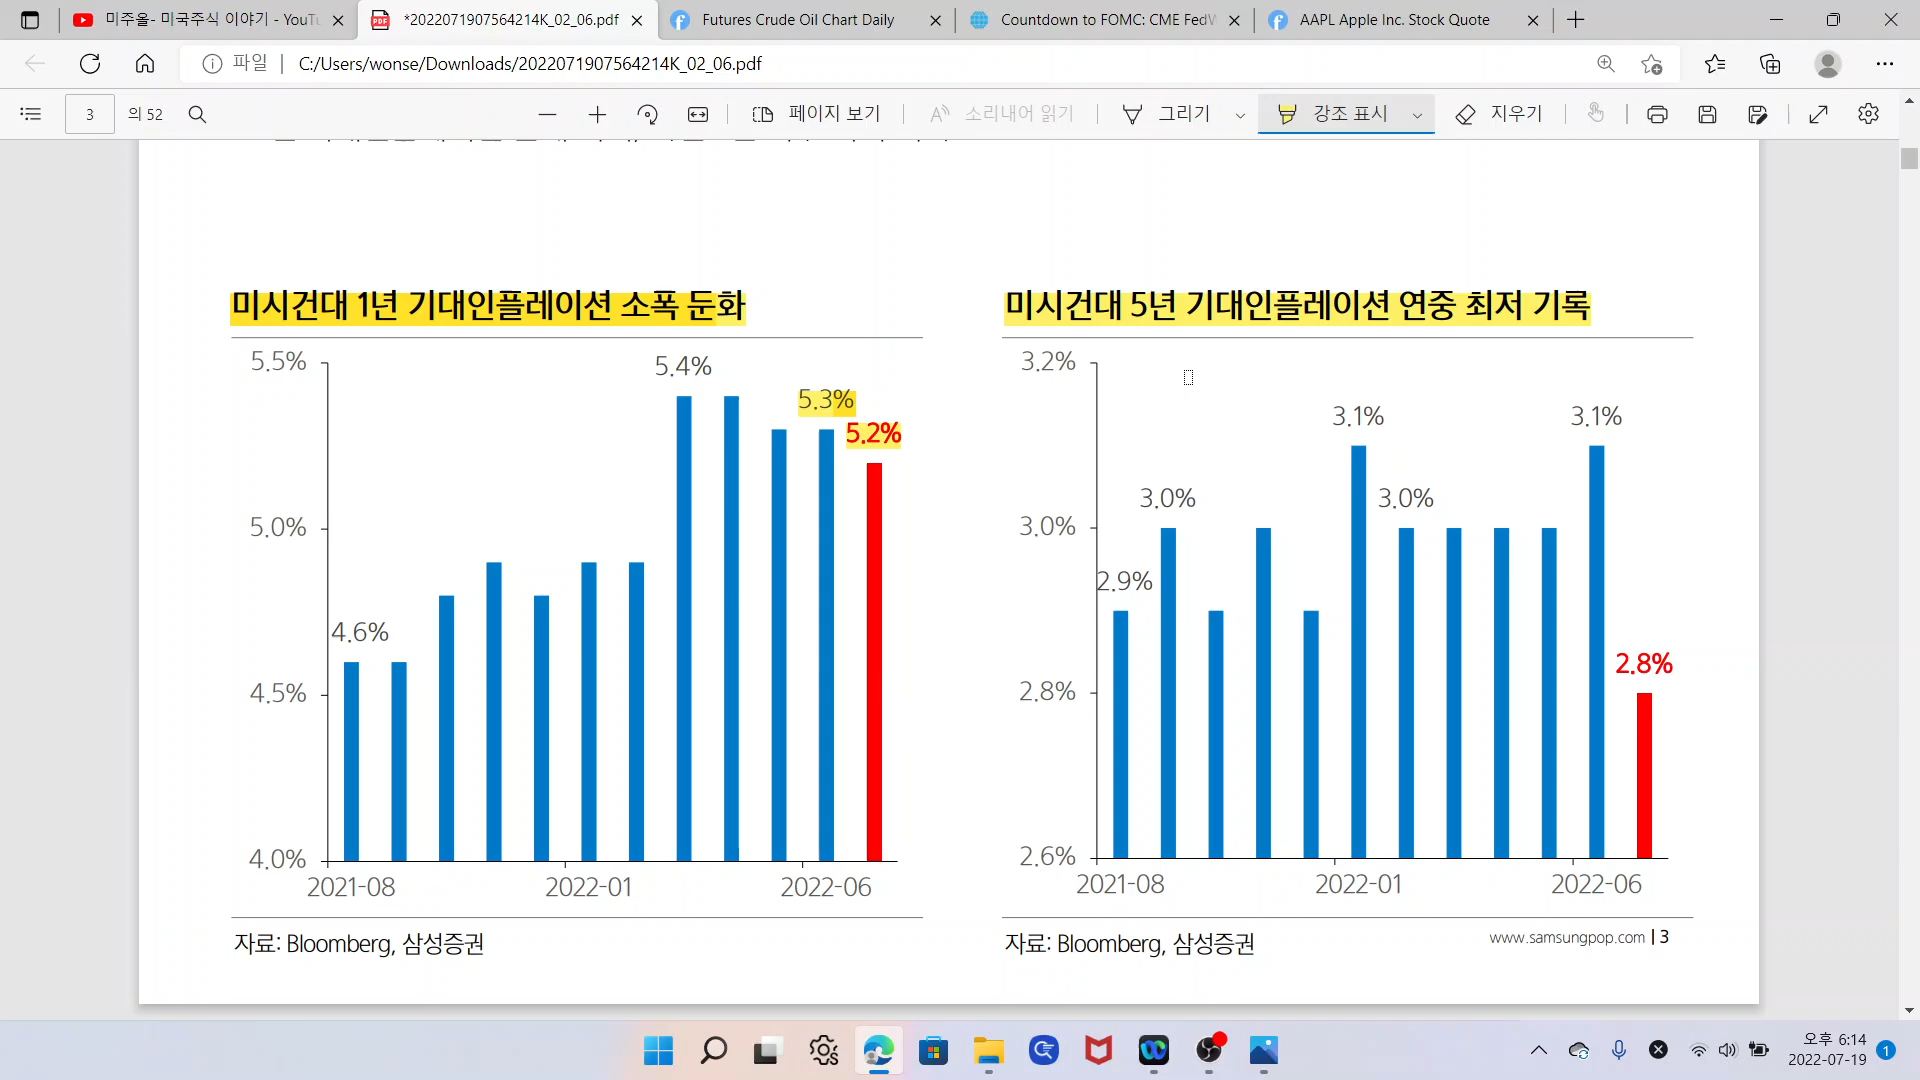 미주올- 미국주식 이야기 - YouTu
*2022071907564214K_02_06.pdf
Futures Crude Oil Chart Daily
Countdown to FOMC: CME FedW
AAPL Apple Inc. Stock Quote
파일 | C:/Users/wonse/Downloads/2022071907564214K_02_06.pdf
3 의 52
페이지 보기
소리내어 읽기
그리기
강조 표시
지우기
미시건대 1년 기대인플레이션 소폭 둔화
5.5%
5.0%
4.5%
4.0%
4.6%
5.4%
5.3%
5.2%
2021-08 2022-01 2022-06
자료: Bloomberg, 삼성증권
미시건대 5년 기대인플레이션 연중 최저 기록
3.2%
3.0%
2.8%
2.6%
2.9%
3.0%
3.1%
3.0%
3.1%
2.8%
2021-08 2022-01 2022-06
자료: Bloomberg, 삼성증권
www.samsungpop.com | 3
오후 6:14
2022-07-19
1